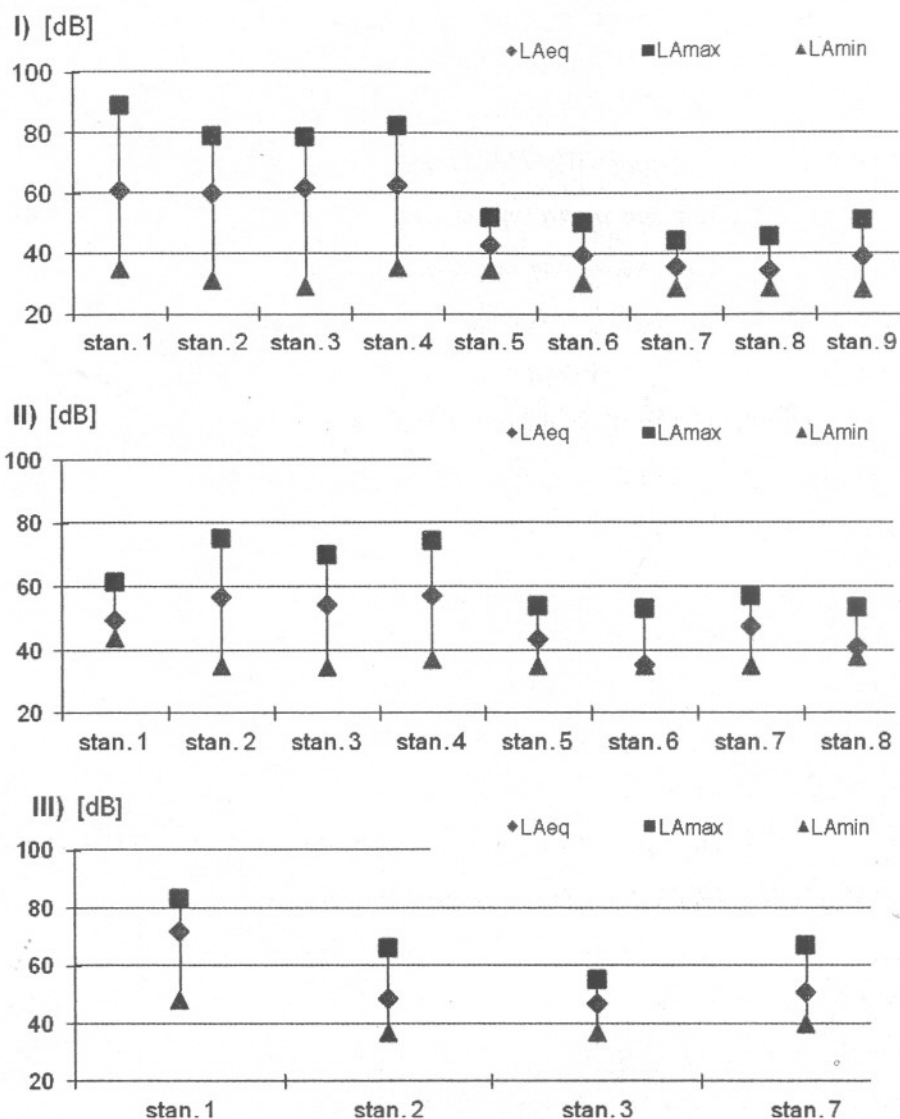 I) [dB]
LAeq LAmax LAmin
100
80
60
40
20
stan.1 stan.2 stan.3 stan.4 stan.5 stan.6 stan.7 stan.8 stan.9
II) [dB]
LAeq LAmax LAmin
100
80
60
40
20
stan.1 stan.2 stan.3 stan.4 stan.5 stan.6 stan.7 stan.8
III) [dB]
LAeq LAmax LAmin
100
80
60
40
20
stan.1 stan.2 stan.3 stan.7